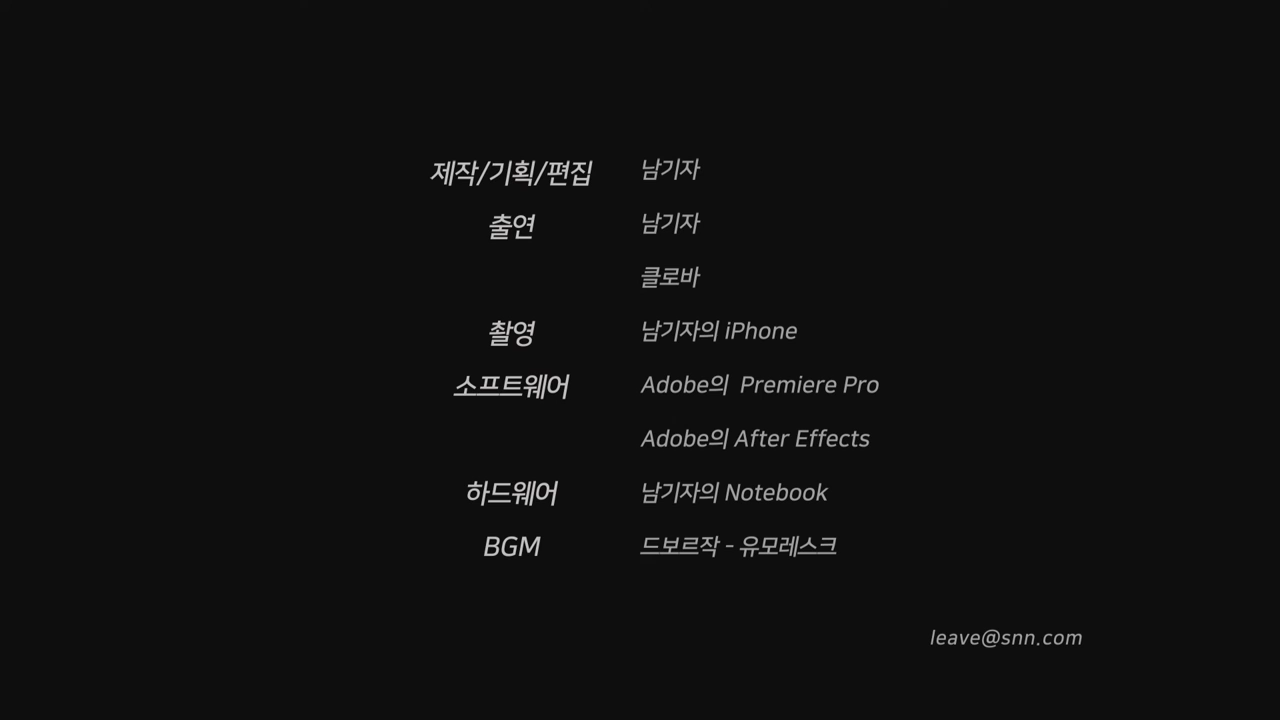 제작/기획/편집 남기자
출연 남기자
클로바
촬영 남기자의 iPhone
소프트웨어 Adobe의 Premiere Pro
Adobe의 After Effects
하드웨어 남기자의 Notebook
BGM 드보르작 - 유모레스크
leave@snn.com